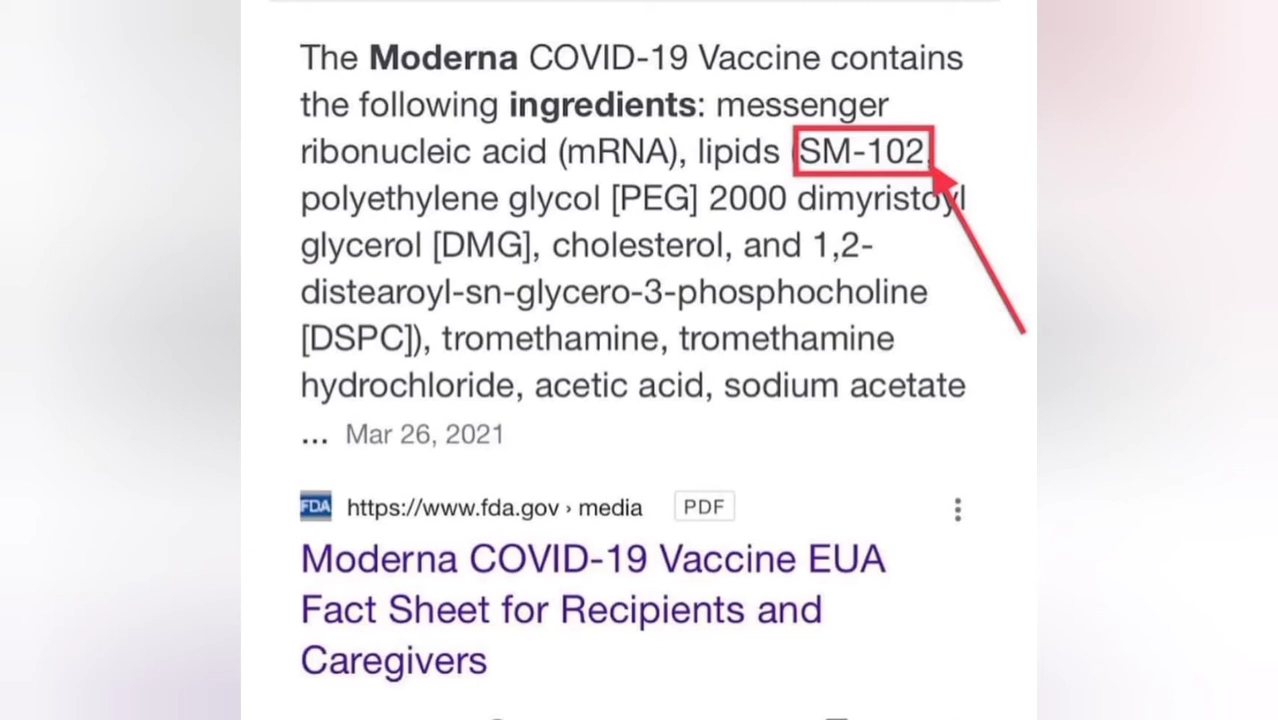 The Moderna COVID-19 Vaccine contains
the following ingredients: messenger
ribonucleic acid (mRNA), lipids (SM-102,
polyethylene glycol [PEG] 2000 dimyristoyl
glycerol [DMG], cholesterol, and 1,2-
distearoyl-sn-glycero-3-phosphocholine
[DSPC]), tromethamine, tromethamine
hydrochloride, acetic acid, sodium acetate
... Mar 26, 2021
FDA https://www.fda.gov › media PDF
Moderna COVID-19 Vaccine EUA
Fact Sheet for Recipients and
Caregivers